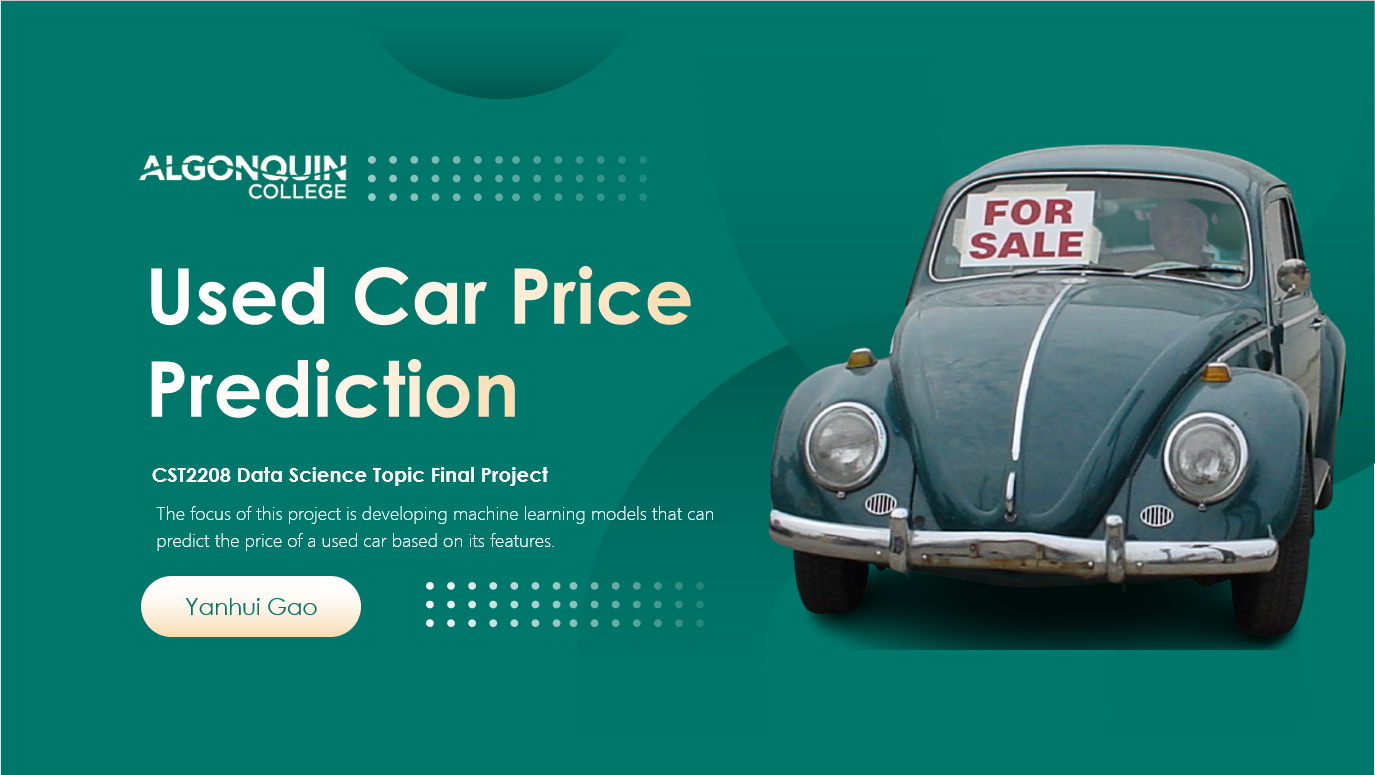 ALGONQUIN
COLLEGE
Used Car Price
Prediction
CST2208 Data Science Topic Final Project
The focus of this project is developing machine learning models that can
predict the price of a used car based on its features.
Yanhui Gao
FOR
SALE